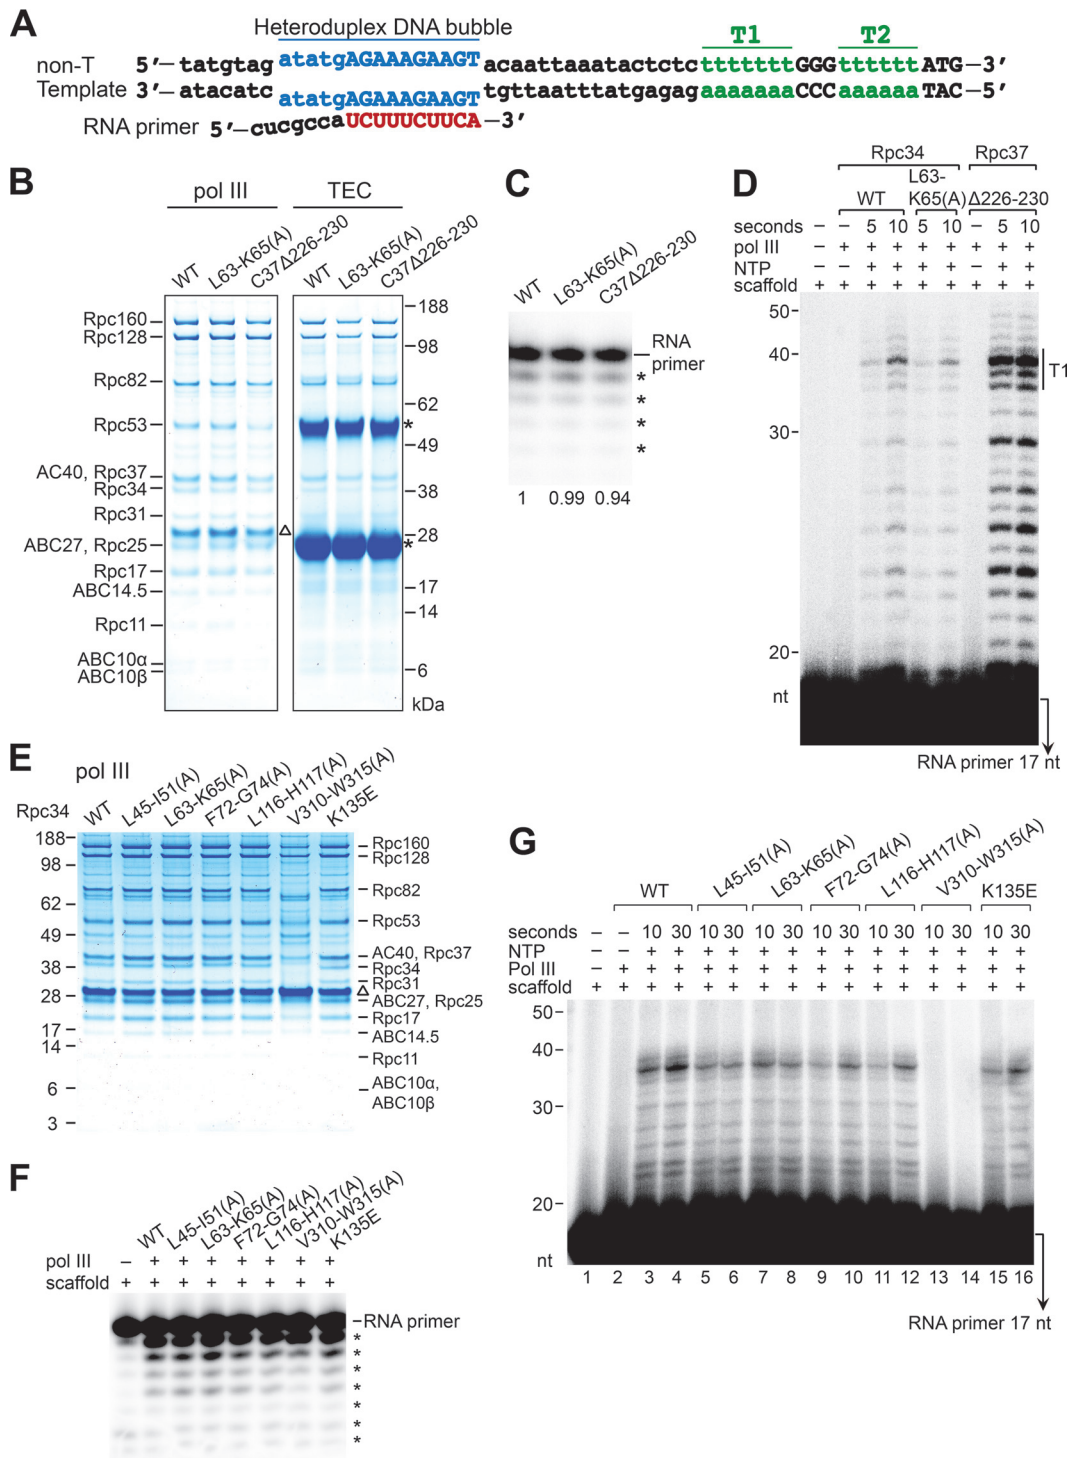 A
Heteroduplex DNA bubble
T1 T2
non-T 5′–tatgtag atatgAGAAAGAAGT acaattaaatactctc tttttttGGG ttttttATG–3′
Template 3′–atacatc atatgAGAAAGAAGT tgttaatttatgagag aaaaaaaCCC aaaaaaTAC–5′
RNA primer 5′–cucgccaUCUUUCUUCA–3′
B
pol III TEC
WT L63-K65(A) C37Δ226-230 WT L63-K65(A) C37Δ226-230
Rpc160
Rpc128
Rpc82
Rpc53
AC40, Rpc37
Rpc34
Rpc31
ABC27, Rpc25
Rpc17
ABC14.5
Rpc11
ABC10α
ABC10β
Δ
188
98
62
*
49
38
28
*
17
14
6
kDa
C
WT L63-K65(A) C37Δ226-230
RNA primer
*
*
*
*
1 0.99 0.94
D
Rpc34 Rpc37
WT L63-K65(A) Δ226-230
seconds – – 5 10 5 10 – 5 10
pol III – + + + + + + + +
NTP – – + + + + – + +
scaffold + + + + + + + + +
50
40
T1
30
20
nt
RNA primer 17 nt
E
pol III
Rpc34 WT L45-I51(A) L63-K65(A) F72-G74(A) L116-H117(A) V310-W315(A) K135E
188
98
62
49
38
28
17
14
6
3
Rpc160
Rpc128
Rpc82
Rpc53
AC40, Rpc37
Rpc34
Rpc31
Δ
ABC27, Rpc25
Rpc17
ABC14.5
Rpc11
ABC10α,
ABC10β
F
WT L45-I51(A) L63-K65(A) F72-G74(A) L116-H117(A) V310-W315(A) K135E
pol III – + + + + + + +
scaffold + + + + + + + +
RNA primer
*
*
*
*
*
*
*
G
WT L45-I51(A) L63-K65(A) F72-G74(A) L116-H117(A) V310-W315(A) K135E
seconds – – 10 30 10 30 10 30 10 30 10 30 10 30 10 30
NTP – – + + + + + + + + + + + + + +
Pol III – + + + + + + + + + + + + + + +
scaffold + + + + + + + + + + + + + + + +
50
40
30
20
nt
1 2 3 4 5 6 7 8 9 10 11 12 13 14 15 16
RNA primer 17 nt